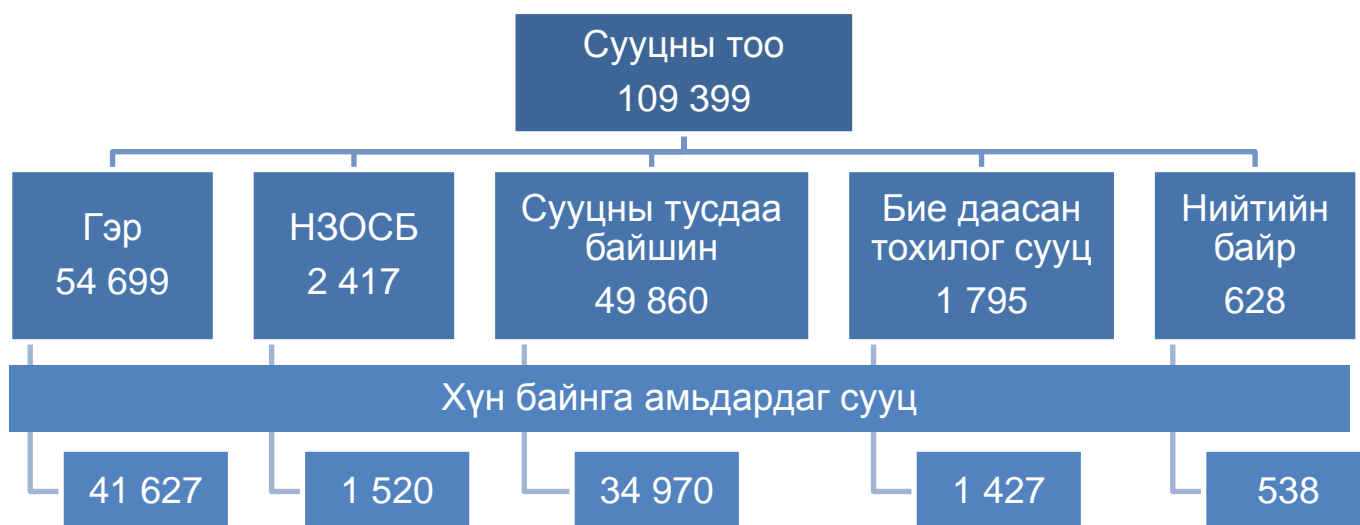 Сууцны тоо
109 399
Гэр
54 699
НЗОСБ
2 417
Сууцны тусдаа
байшин
49 860
Бие даасан
тохилог сууц
1 795
Нийтийн
байр
628
Хүн байнга амьдардаг сууц
41 627
1 520
34 970
1 427
538